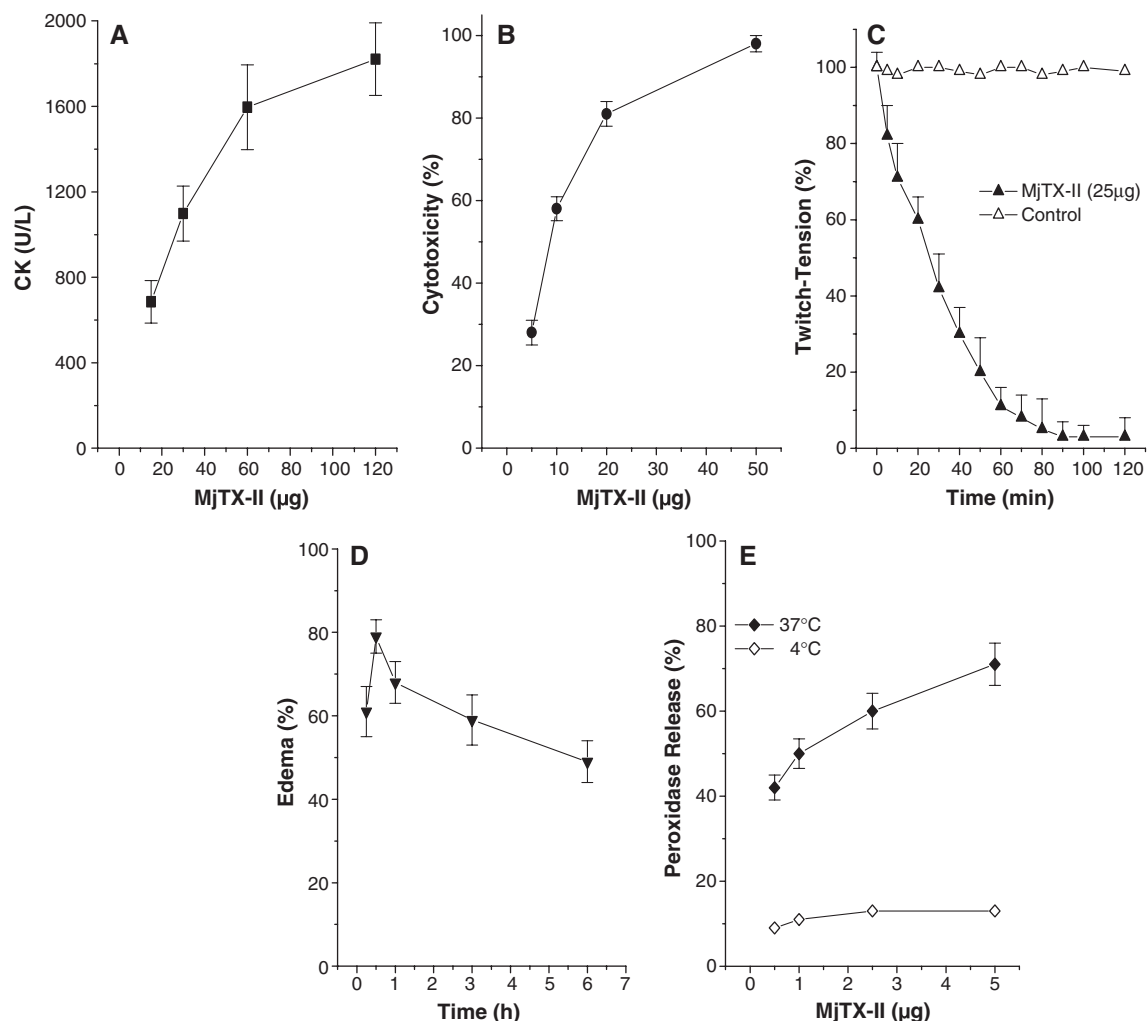 A
2000
1600
1200
800
400
0
CK (U/L)
0 20 40 60 80 100 120
MjTX-II (µg)
B
100
80
60
40
20
0
Cytotoxicity (%)
0 10 20 30 40 50
MjTX-II (µg)
C
100
80
60
40
20
0
Twitch-Tension (%)
MjTX-II (25µg)
Control
0 20 40 60 80 100 120
Time (min)
D
100
80
60
40
20
0
Edema (%)
0 1 2 3 4 5 6 7
Time (h)
E
100
80
60
40
20
0
Peroxidase Release (%)
37°C
4°C
0 1 2 3 4 5
MjTX-II (µg)